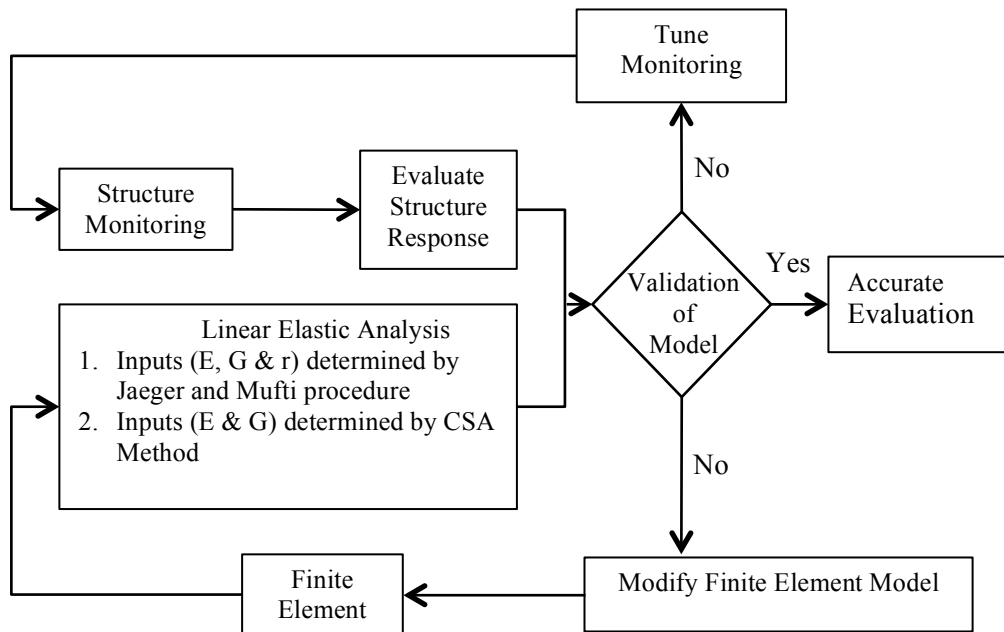 Tune
Monitoring
No
Structure
Monitoring
Evaluate
Structure
Response
Validation
of
Model
Yes
Accurate
Evaluation
Linear Elastic Analysis
1. Inputs (E, G & r) determined by
Jaeger and Mufti procedure
2. Inputs (E & G) determined by CSA
Method
No
Finite
Element
Modify Finite Element Model